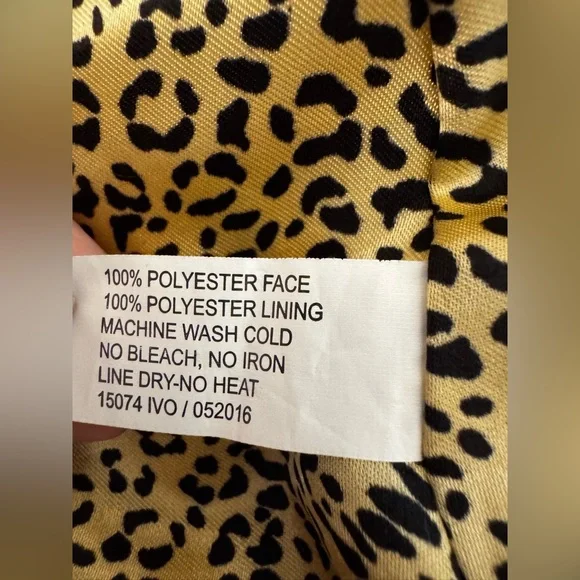 100% POLYESTER FACE
100% POLYESTER LINING
MACHINE WASH COLD
NO BLEACH, NO IRON
LINE DRY-NO HEAT
15074 IVO / 052016